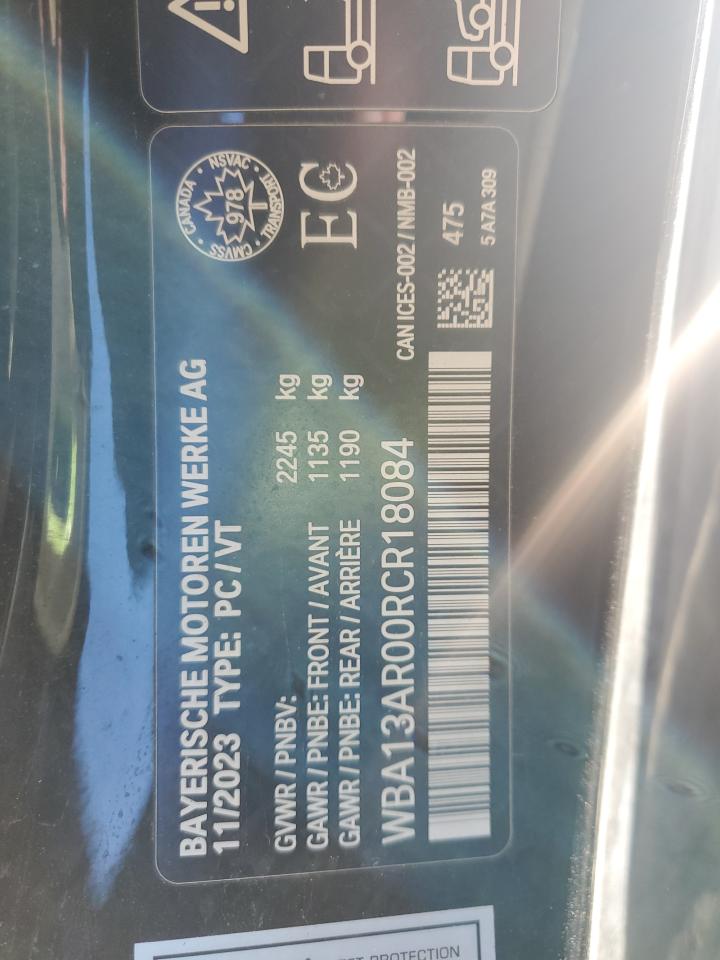 BAYERISCHE MOTOREN WERKE AG
11/2023 TYPE: PC/VT
GVWR/PNBV: 2245 kg
GAWR/PNBE: FRONT/AVANT 1135 kg
GAWR/PNBE: REAR/ARRIÈRE 1190 kg
WBA13AR00RCR18084
CANADA · NSVAC · TRANSPORT · CMVSS
978
EC
CAN ICES-002 / NMB-002
475
5 A7A 309
PROTECTION